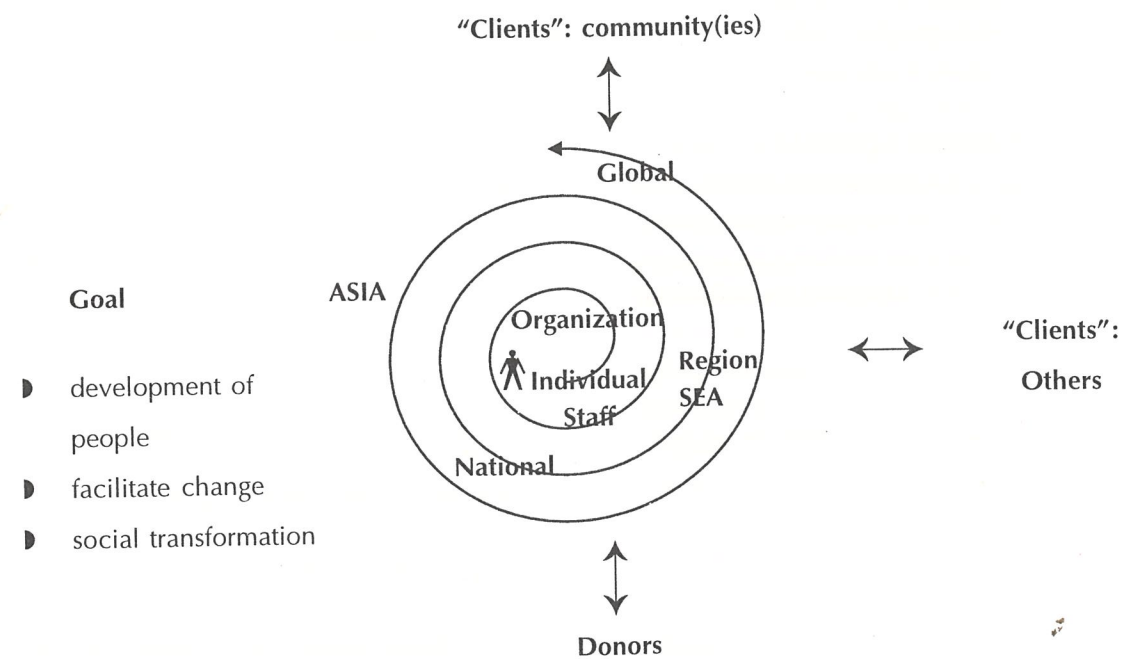 “Clients”: community(ies)
Global
ASIA
Goal
Organization
“Clients”:
Others
Region
SEA
Individual
Staff
development of
people
National
facilitate change
social transformation
Donors